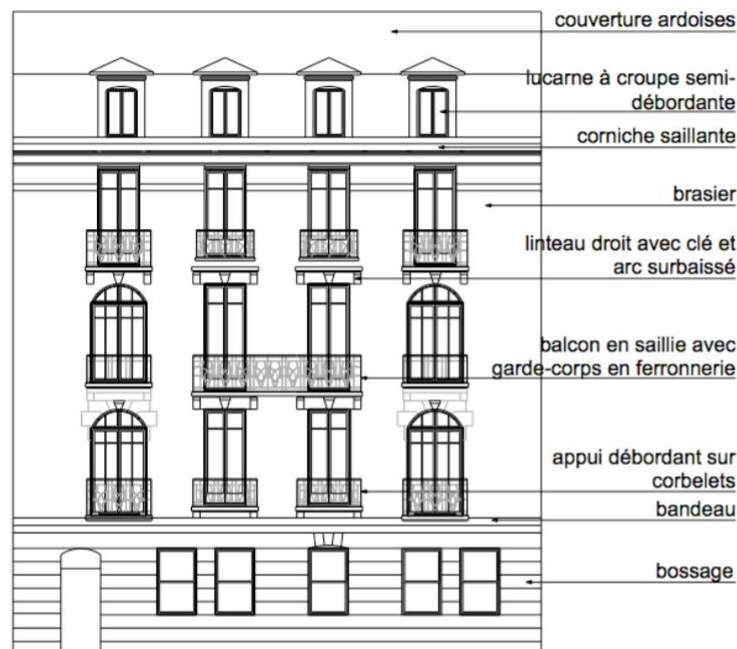 couverture ardoises
lucarne à croupe semi-
débordante
corniche saillante
brasier
linteau droit avec clé et
arc surbaissé
balcon en saillie avec
garde-corps en ferronnerie
appui débordant sur
corbelets
bandeau
bossage